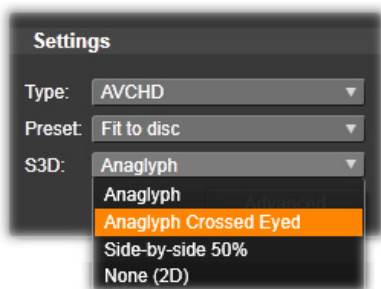 Settings
Type: AVCHD
Preset: Fit to disc
S3D: Anaglyph
Anaglyph
Advanced
Anaglyph Crossed Eyed
Side-by-side 50%
None (2D)